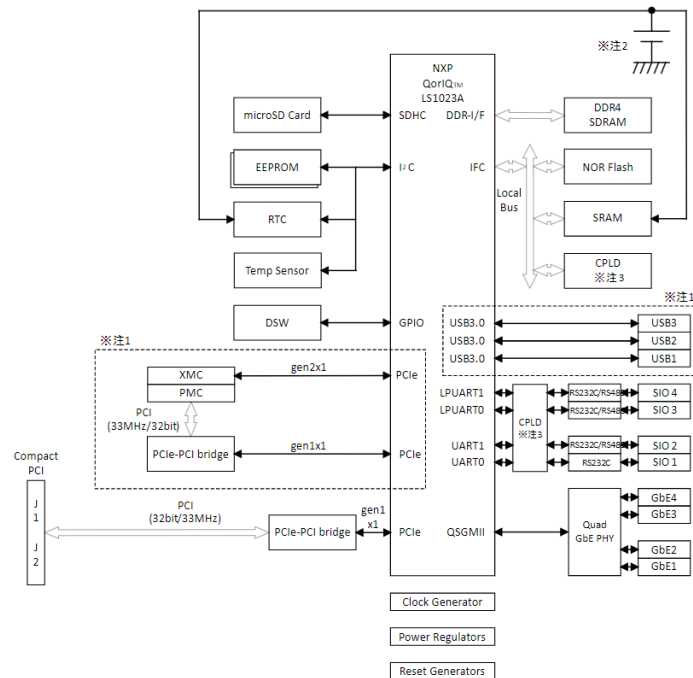 ※注2
NXP
QorIQ™
LS1023A
microSD Card
SDHC
DDR-I/F
DDR4
SDRAM
EEPROM
I²C
IFC
NOR Flash
Local
Bus
RTC
SRAM
Temp Sensor
CPLD
※注3
※注1
DSW
GPIO
USB3.0
USB3
USB3.0
USB2
USB3.0
USB1
※注1
XMC
gen2x1
PCIe
PMC
PCI
(33MHz/32bit)
LPUART1
RS232C/RS485
SIO 4
LPUART0
RS232C/RS485
SIO 3
CPLD
※注3
PCIe-PCI bridge
gen1x1
PCIe
UART1
RS232C/RS485
SIO 2
UART0
RS232C
SIO 1
Compact
PCI
J
1
J
2
PCI
(32bit/33MHz)
PCIe-PCI bridge
gen1
x1
PCIe
QSGMII
Quad
GbE PHY
GbE4
GbE3
GbE2
GbE1
Clock Generator
Power Regulators
Reset Generators